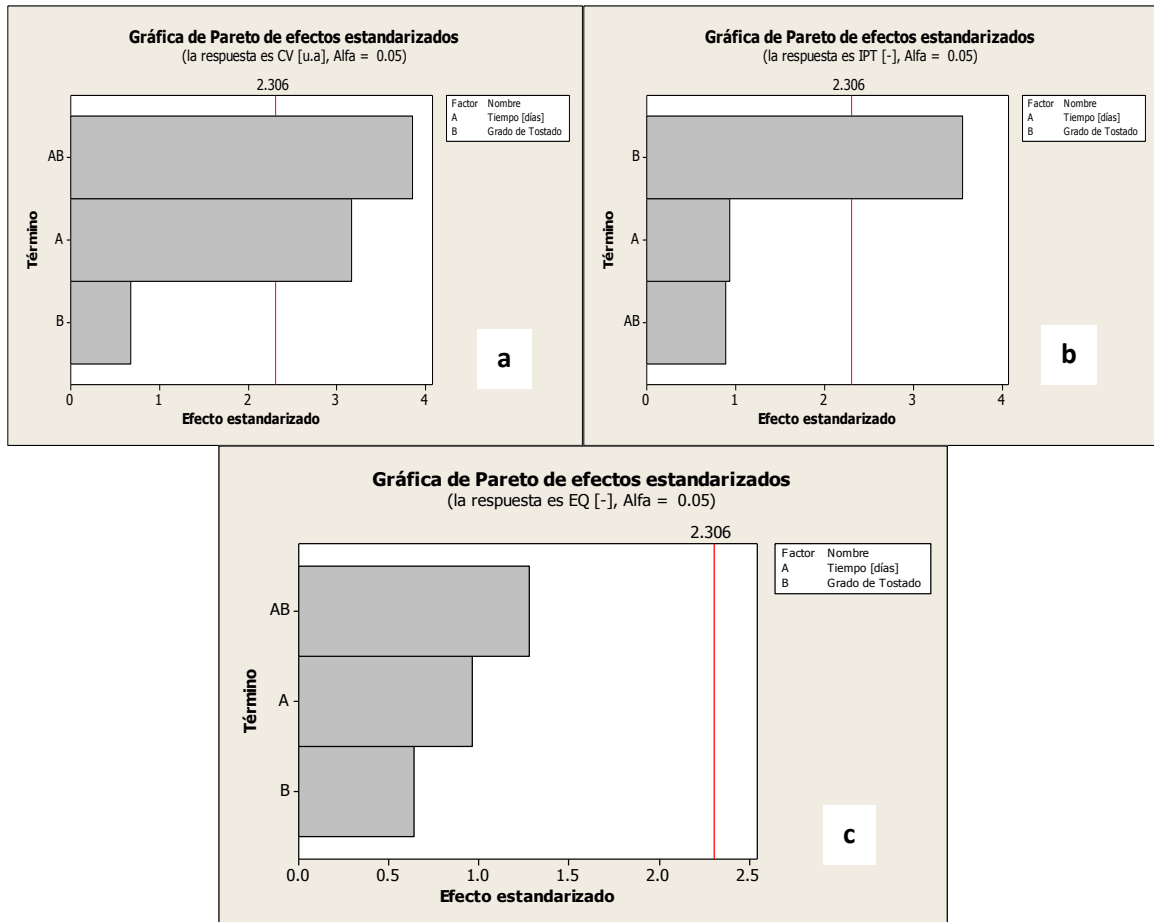 Gráfica de Pareto de efectos estandarizados
(la respuesta es CV [u.a], Alfa = 0.05)
2.306
Factor Nombre
A Tiempo [días]
B Grado de Tostado
Término
AB
A
B
0 1 2 3 4
Efecto estandarizado
a
Gráfica de Pareto de efectos estandarizados
(la respuesta es IPT [-], Alfa = 0.05)
2.306
Factor Nombre
A Tiempo [días]
B Grado de Tostado
Término
B
A
AB
0 1 2 3 4
Efecto estandarizado
b
Gráfica de Pareto de efectos estandarizados
(la respuesta es EQ [-], Alfa = 0.05)
2.306
Factor Nombre
A Tiempo [días]
B Grado de Tostado
Término
AB
A
B
0.0 0.5 1.0 1.5 2.0 2.5
Efecto estandarizado
c